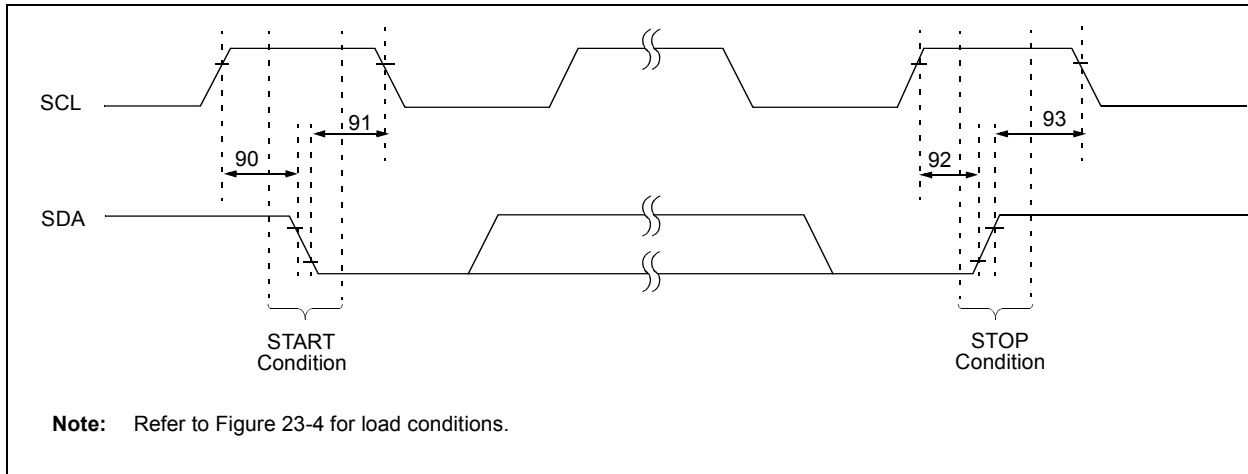 SCL
91
93
90
92
SDA
START
Condition
STOP
Condition
Note: Refer to Figure 23-4 for load conditions.